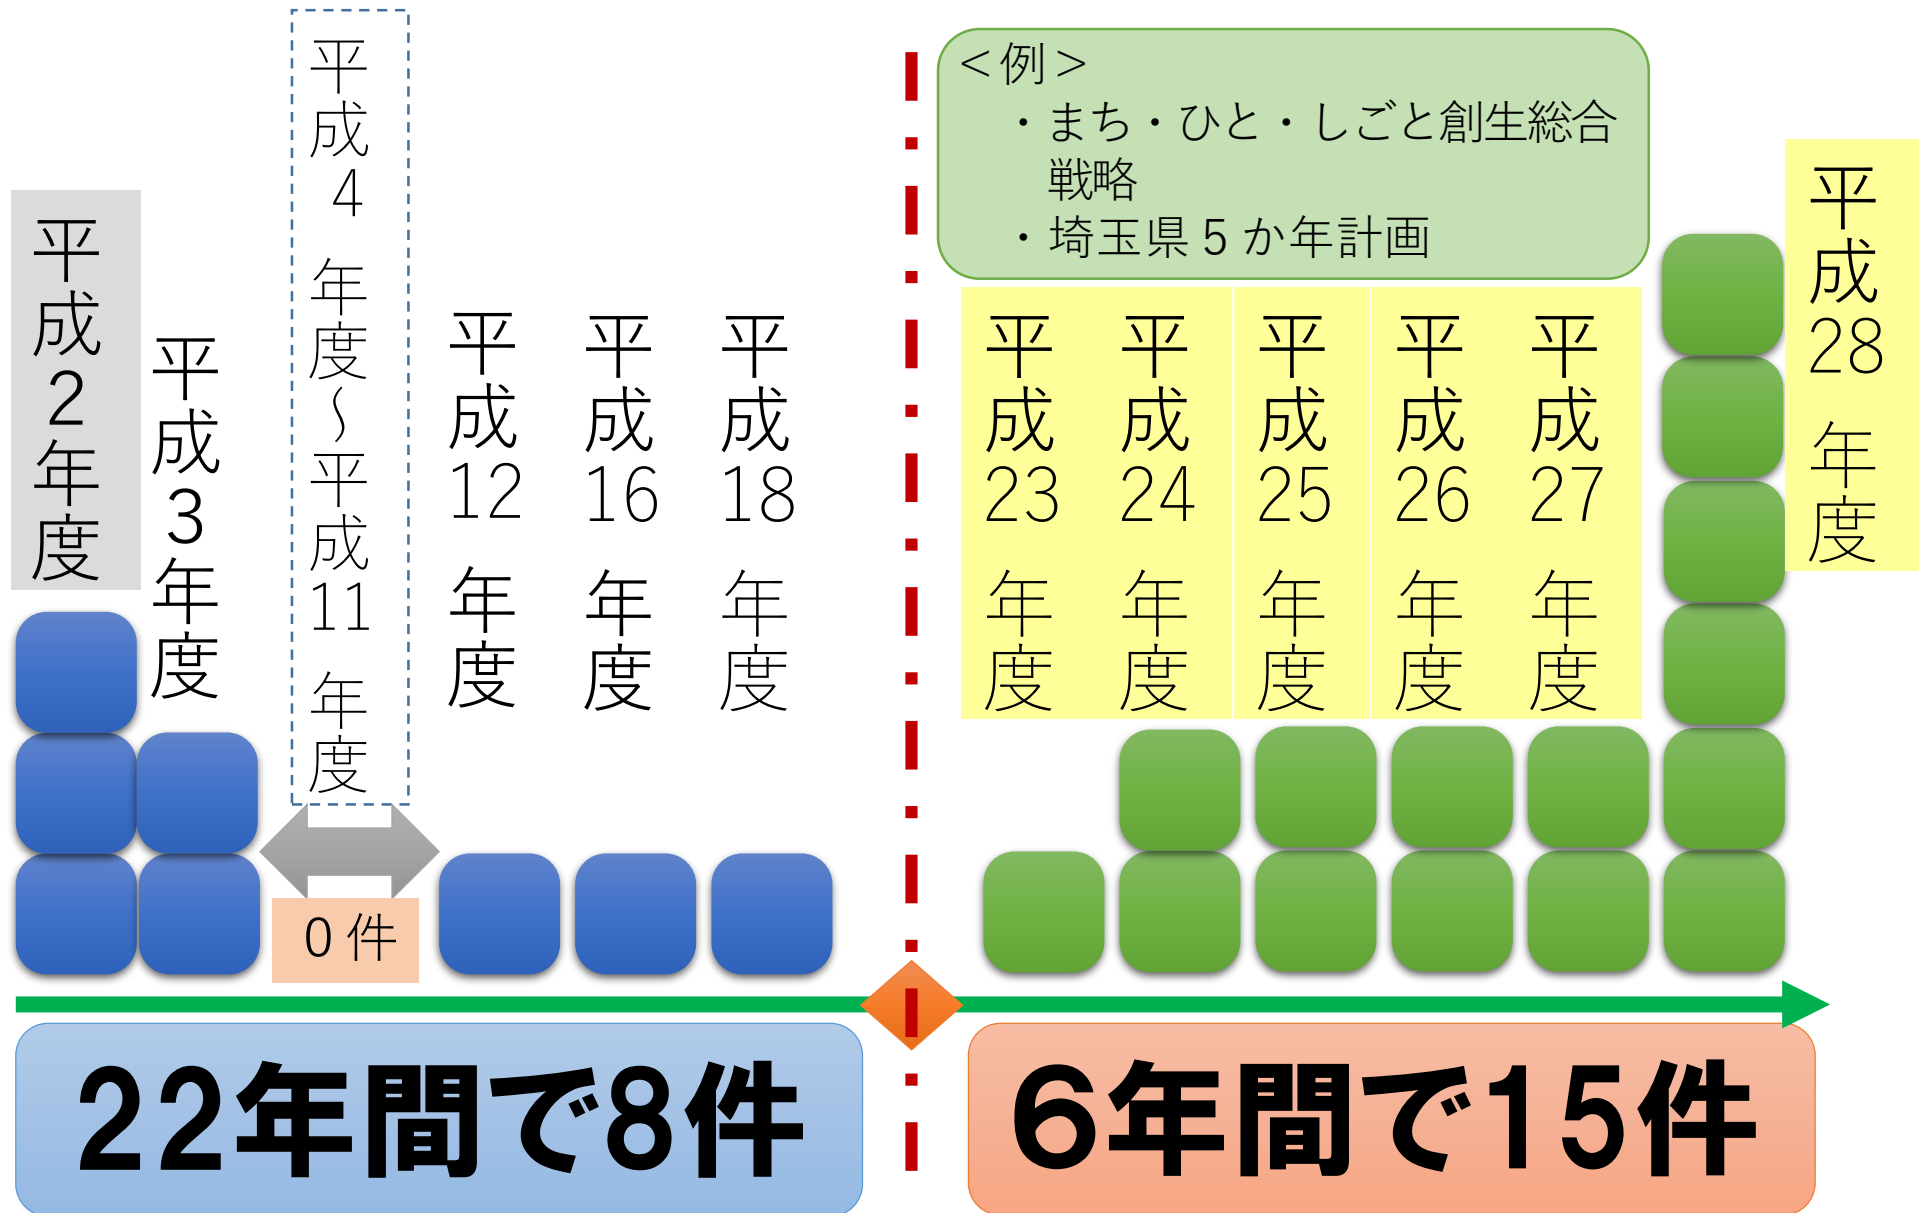 平成２年度
平成３年度
平成４年度～平成11年度
０件
平成12年度
平成16年度
平成18年度
＜例＞
・まち・ひと・しごと創生総合
戦略
・埼玉県５か年計画
平成23年度
平成24年度
平成25年度
平成26年度
平成27年度
平成28年度
22年間で8件
6年間で15件